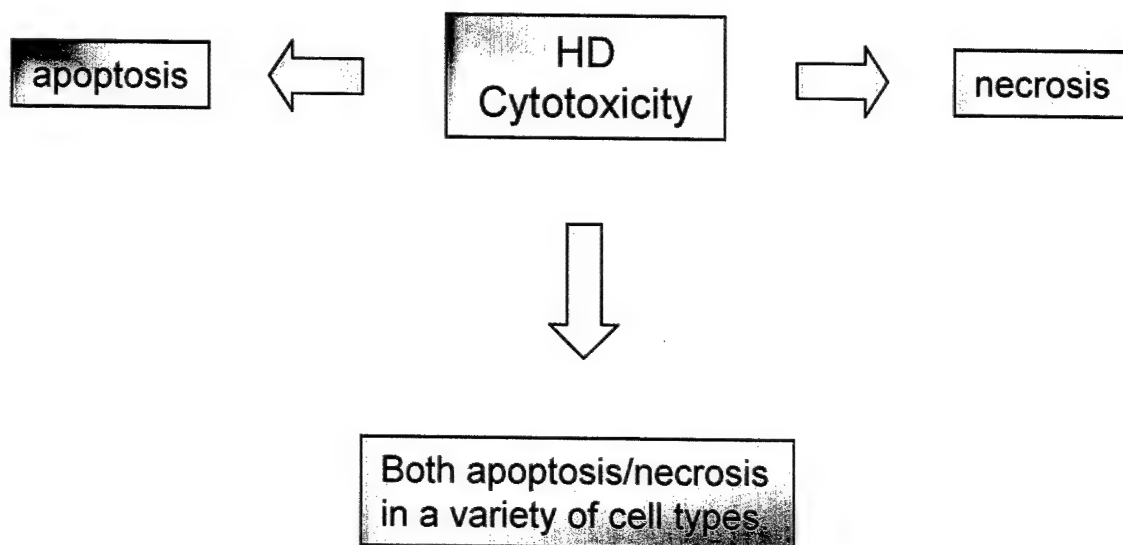 HD
Cytotoxicity
apoptosis
necrosis
Both apoptosis/necrosis
in a variety of cell types.